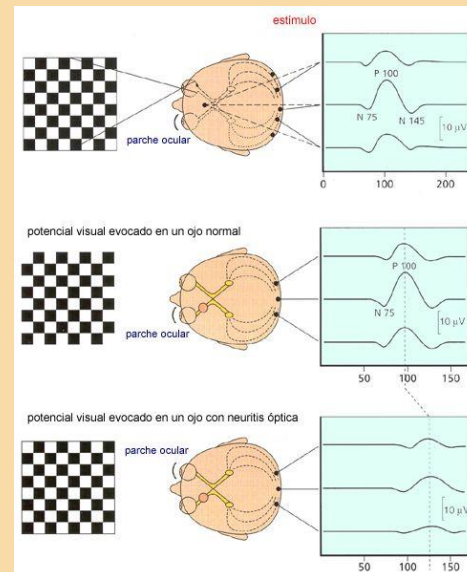 estímulo
P 100
N 75
N 145
10 µV
parche ocular
0
100
200
potencial visual evocado en un ojo normal
P 100
N 75
10 µV
parche ocular
50
100
150
potencial visual evocado en un ojo con neuritis óptica
parche ocular
10 µV
50
100
150